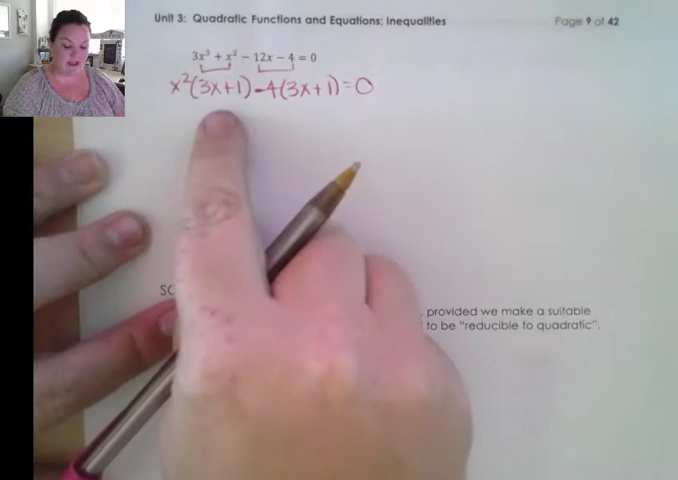 Unit 3: Quadratic Functions and Equations; Inequalities
Page 9 of 42
3x³ + x² − 12x − 4 = 0
x²(3x+1)-4(3x+1)=0
provided we make a suitable
to be “reducible to quadratic”.